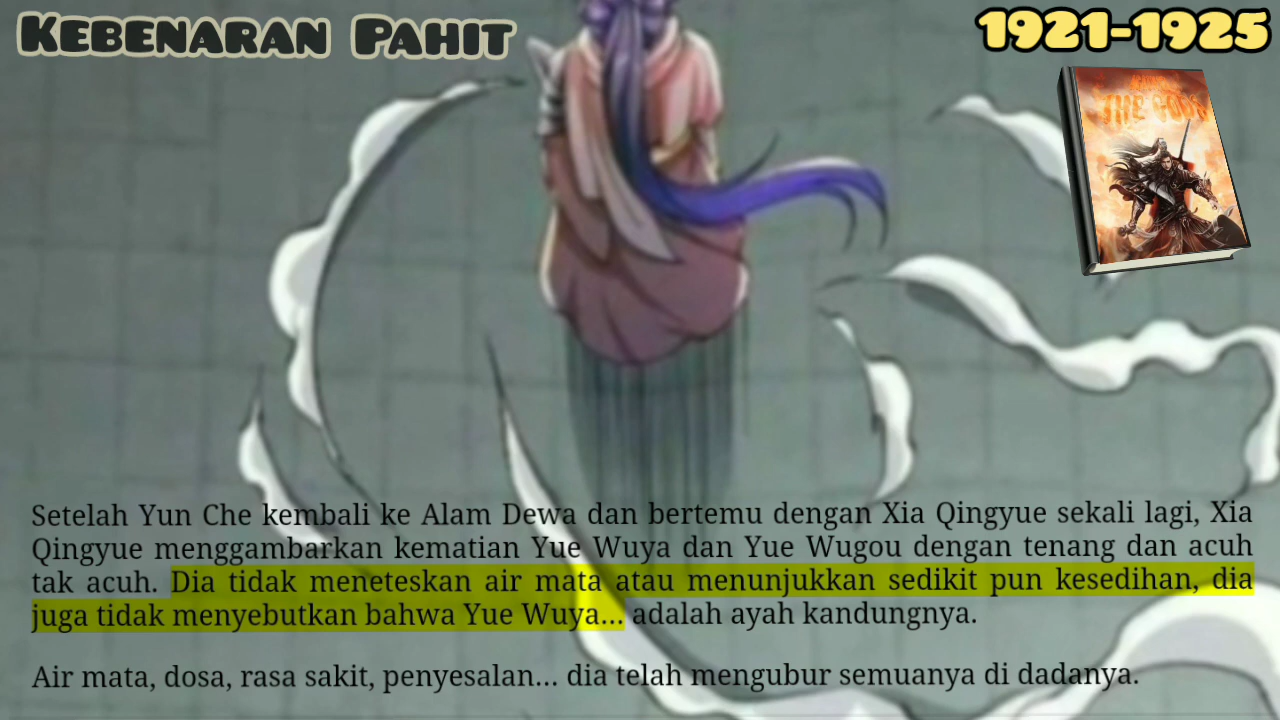 KEBENARAN PAHIT
1921-1925
THE GODS
Setelah Yun Che kembali ke Alam Dewa dan bertemu dengan Xia Qingyue sekali lagi, Xia
Qingyue menggambarkan kematian Yue Wuya dan Yue Wugou dengan tenang dan acuh
tak acuh. Dia tidak meneteskan air mata atau menunjukkan sedikit pun kesedihan, dia
juga tidak menyebutkan bahwa Yue Wuya... adalah ayah kandungnya.
Air mata, dosa, rasa sakit, penyesalan... dia telah mengubur semuanya di dadanya.